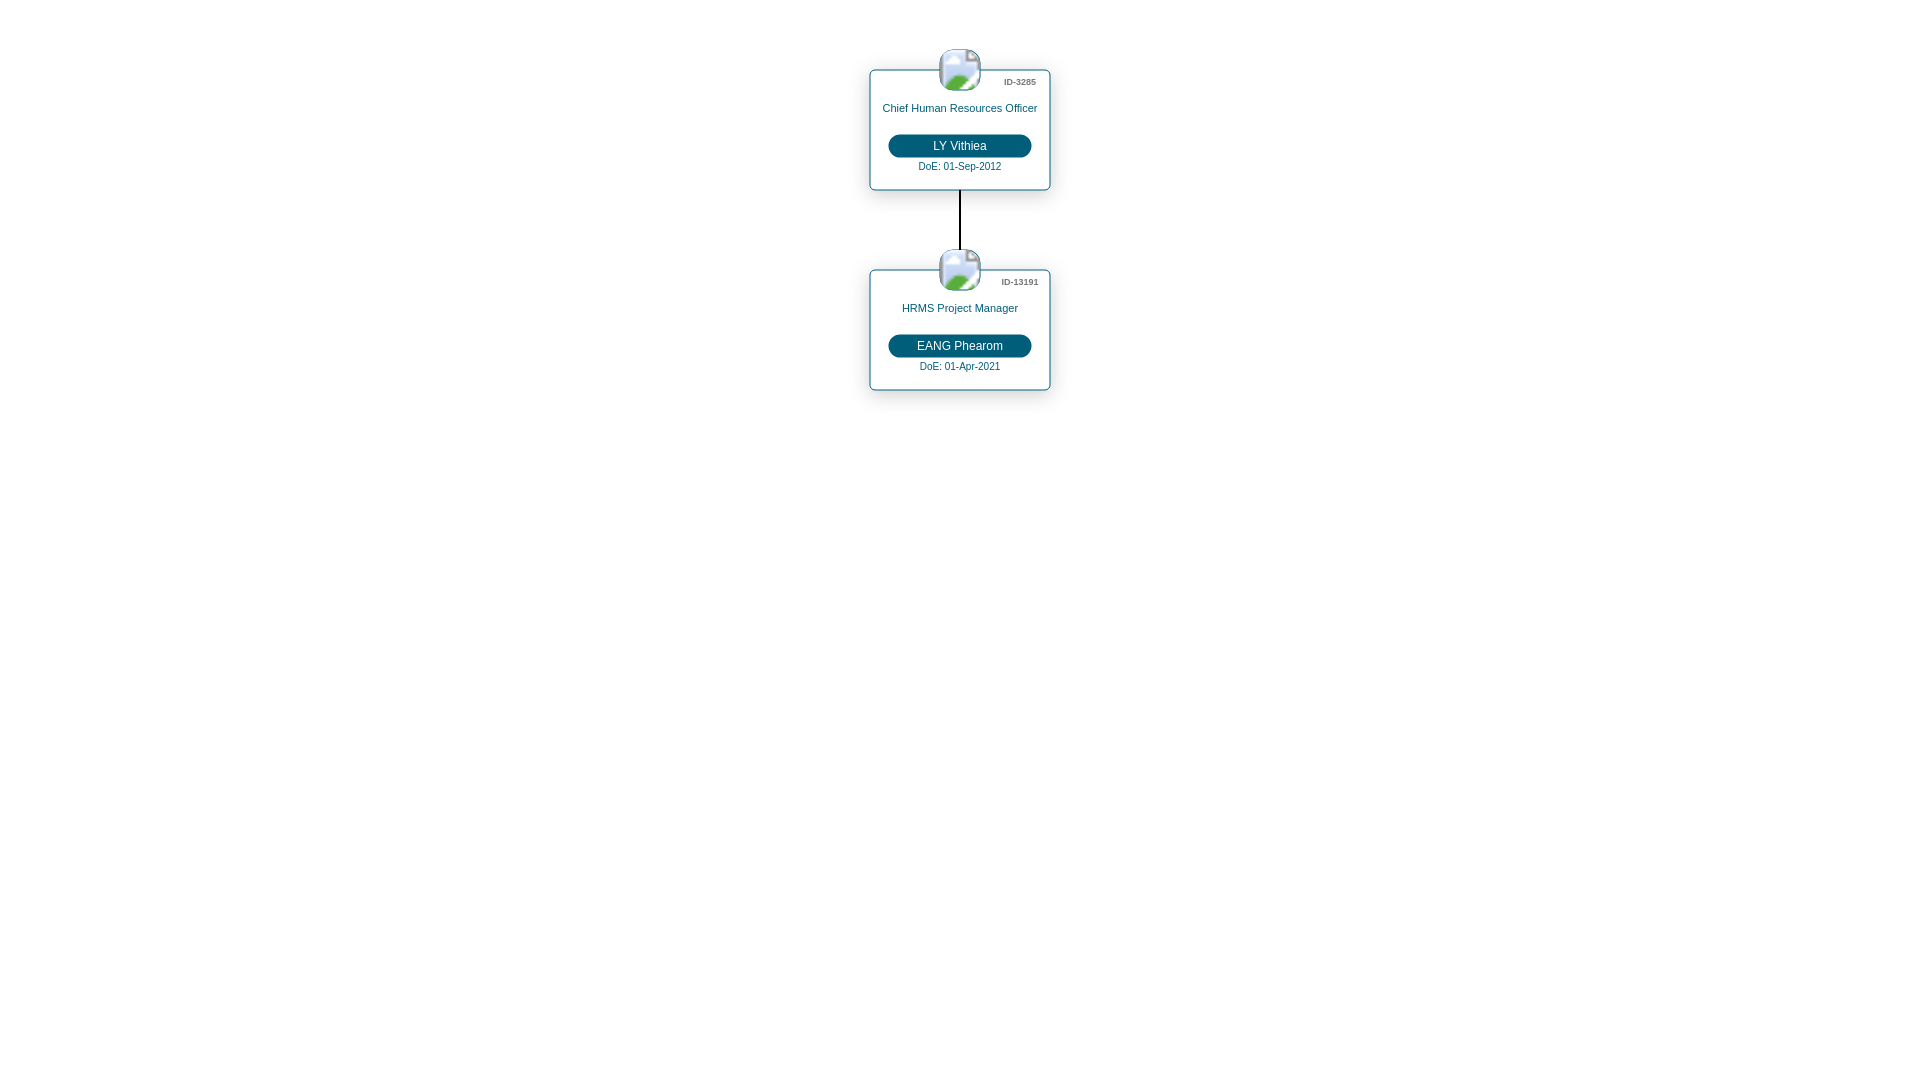 ID-3285
Chief Human Resources Officer
LY Vithiea
DoE: 01-Sep-2012
ID-13191
HRMS Project Manager
EANG Phearom
DoE: 01-Apr-2021